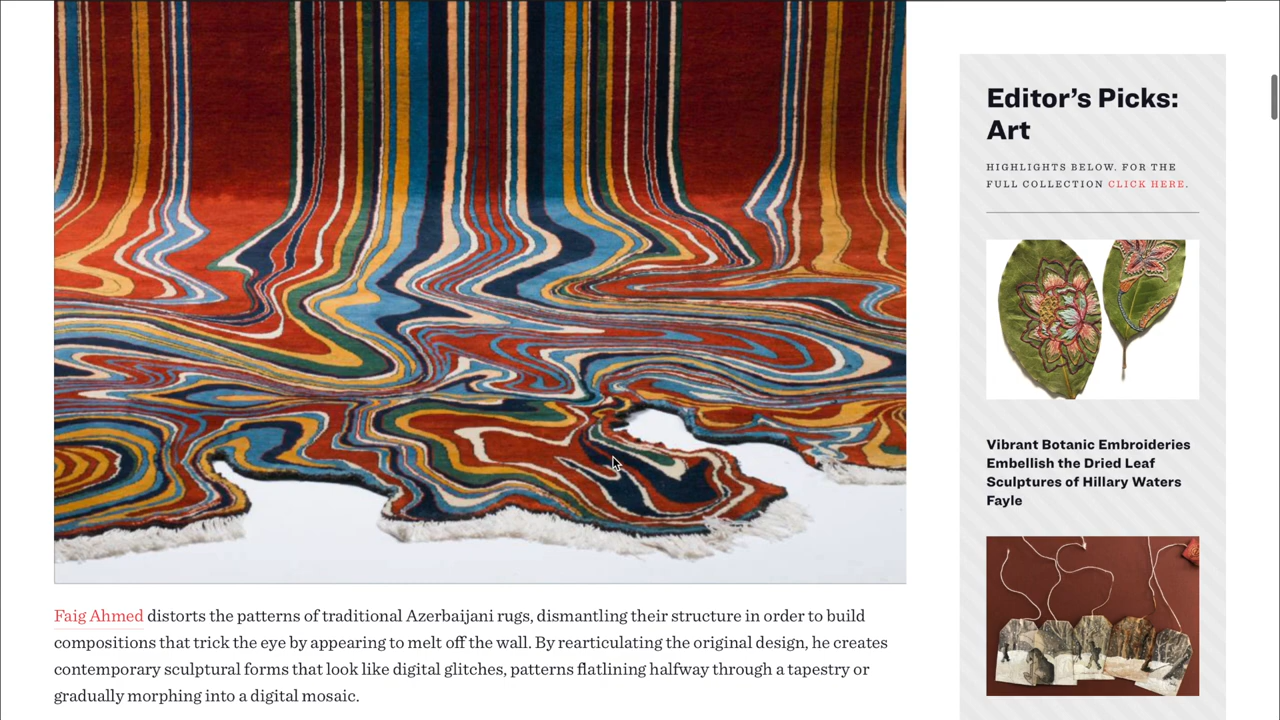 Editor’s Picks:
Art
HIGHLIGHTS BELOW. FOR THE
FULL COLLECTION CLICK HERE.
Vibrant Botanic Embroideries
Embellish the Dried Leaf
Sculptures of Hillary Waters
Fayle
Faig Ahmed distorts the patterns of traditional Azerbaijani rugs, dismantling their structure in order to build
compositions that trick the eye by appearing to melt off the wall. By rearticulating the original design, he creates
contemporary sculptural forms that look like digital glitches, patterns flatlining halfway through a tapestry or
gradually morphing into a digital mosaic.